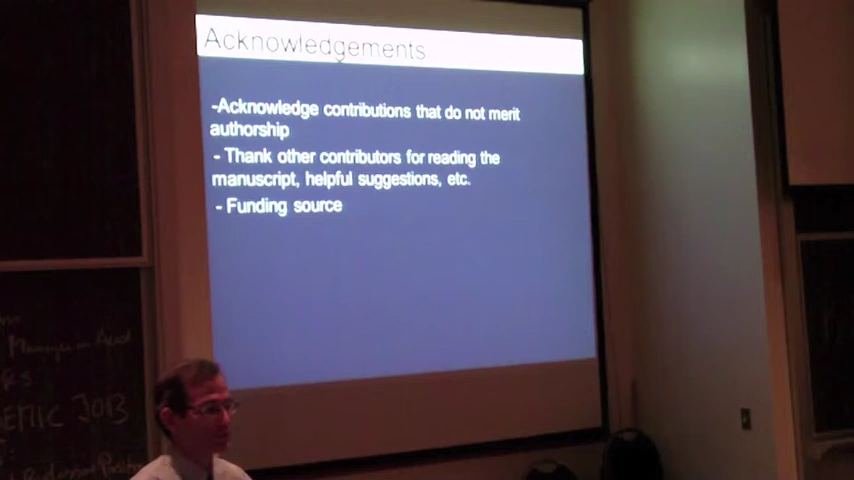 Acknowledgements
-Acknowledge contributions that do not merit
authorship
- Thank other contributors for reading the
manuscript, helpful suggestions, etc.
- Funding source
JOB